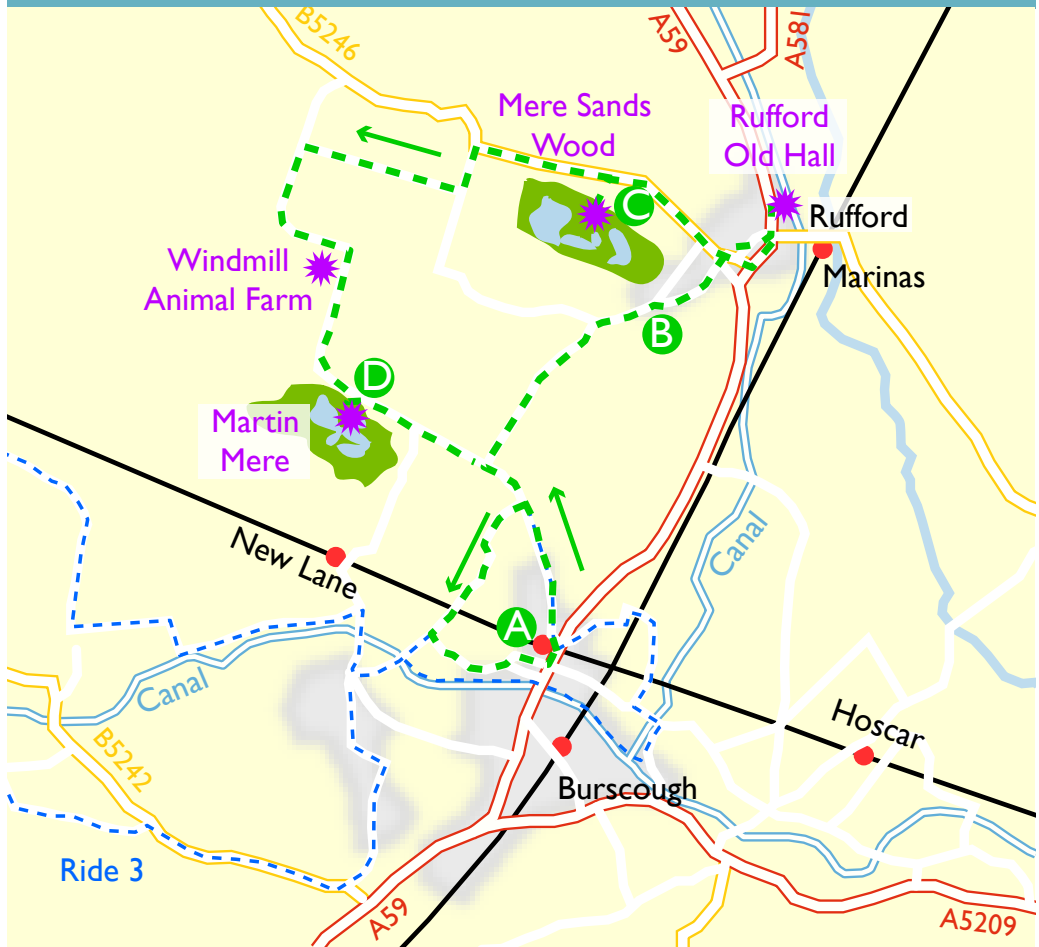 B5246
A59
A581
Mere Sands
Wood
Rufford
Old Hall
C
Rufford
Windmill
Animal Farm
Marinas
B
D
Martin
Mere
New Lane
Canal
A
Canal
Hoscar
B5242
Burscough
Ride 3
A59
A5209